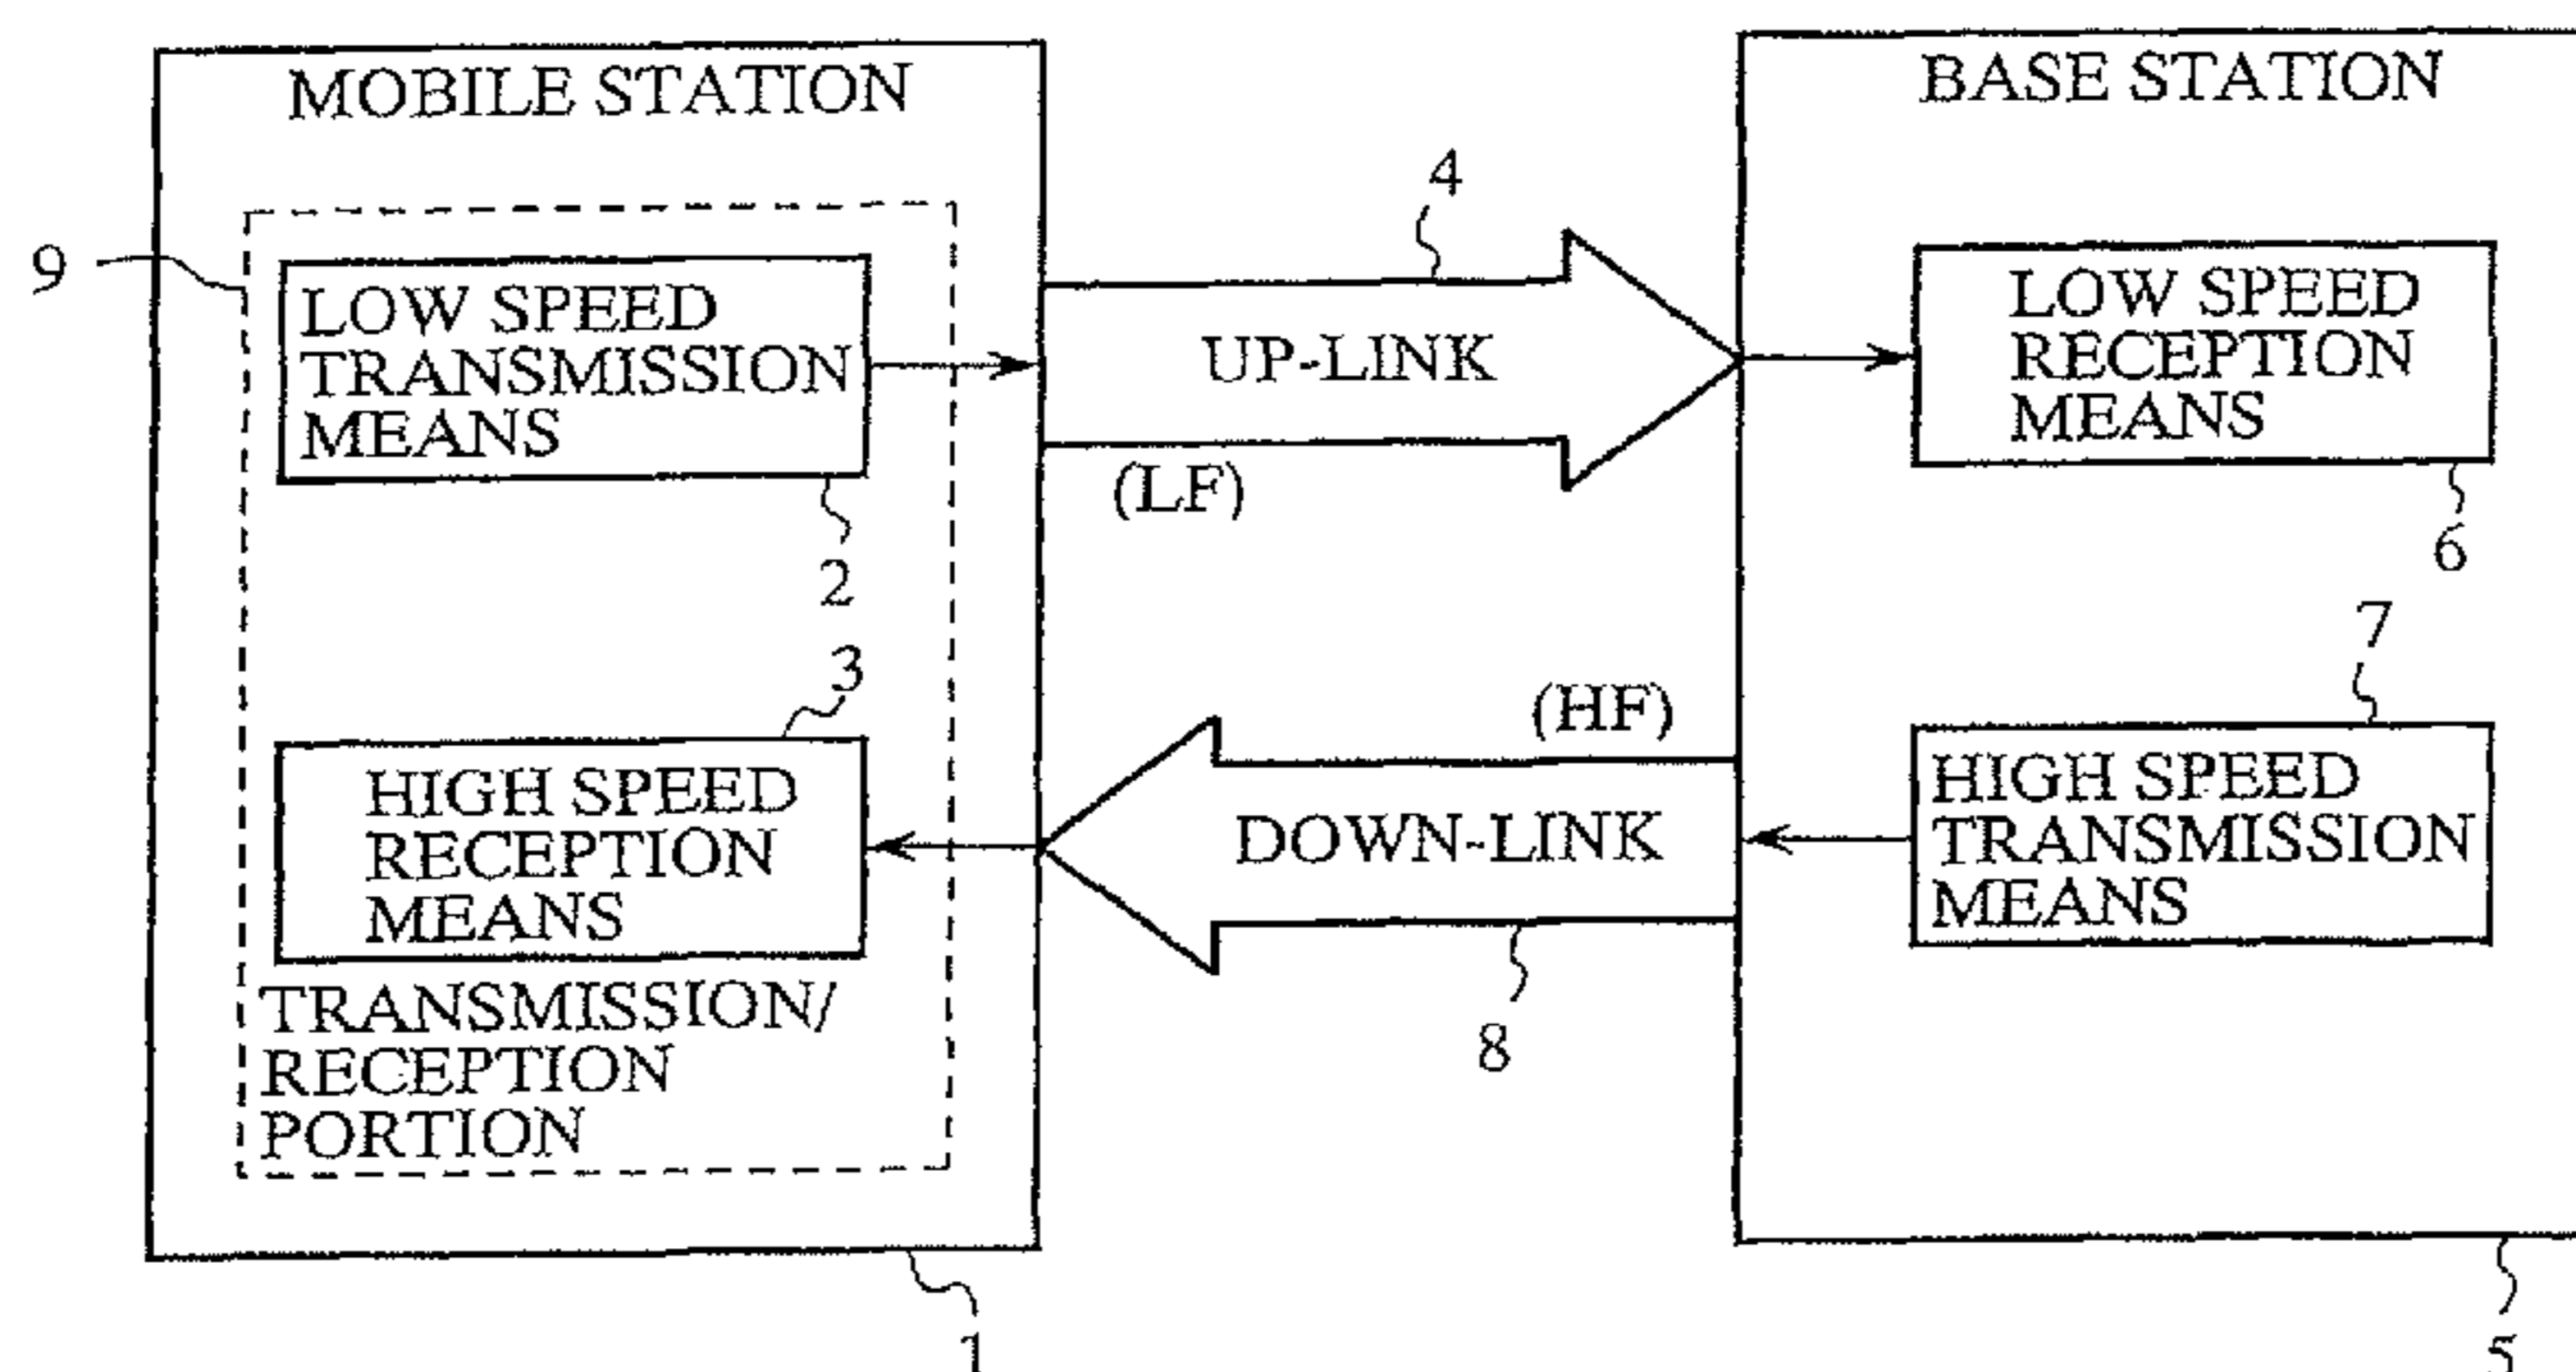 MOBILE STATION
BASE STATION
4
9
LOW SPEED
TRANSMISSION
MEANS
UP-LINK
LOW SPEED
RECEPTION
MEANS
(LF)
2
6
3
7
(HF)
HIGH SPEED
RECEPTION
MEANS
DOWN-LINK
HIGH SPEED
TRANSMISSION
MEANS
TRANSMISSION/
RECEPTION
PORTION
8
1
5